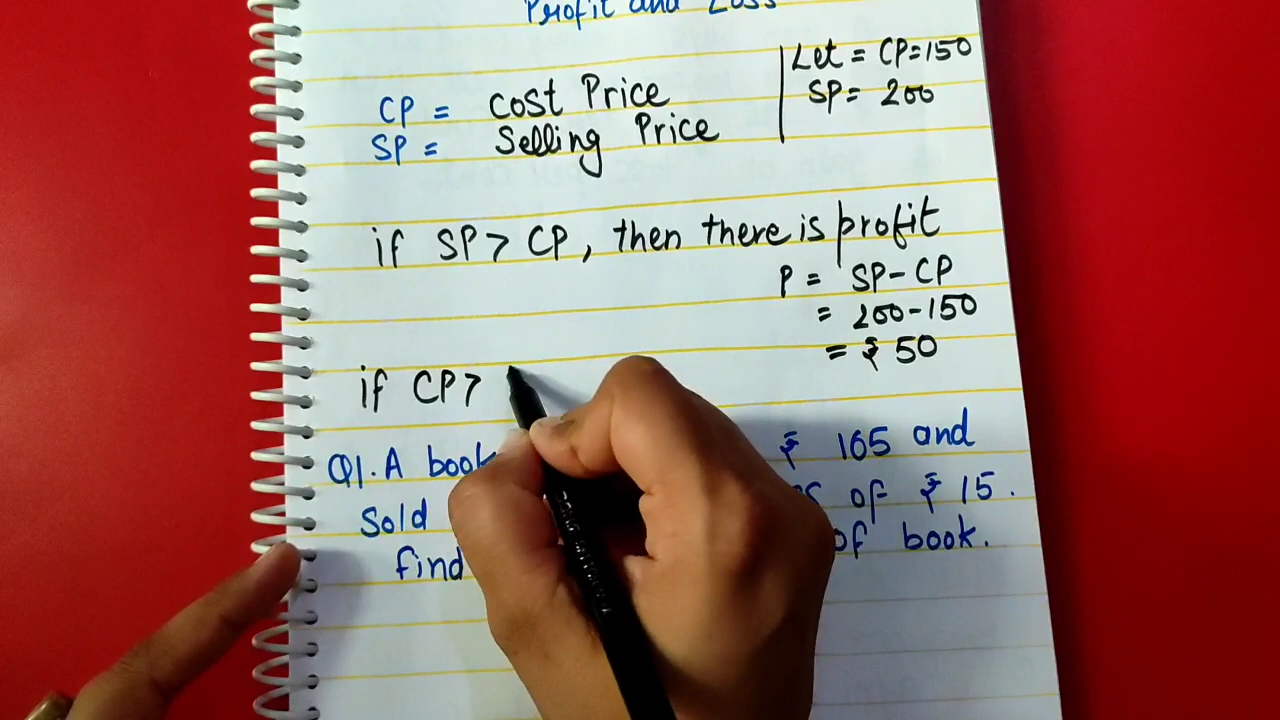 Profit and Loss
CP = Cost Price
SP = Selling Price
Let = CP=150
SP = 200
if SP > CP, then there is profit
P = SP - CP
= 200 - 150
= ₹ 50
if CP >
Q1. A book ₹ 165 and
Sold of ₹ 15.
find of book.